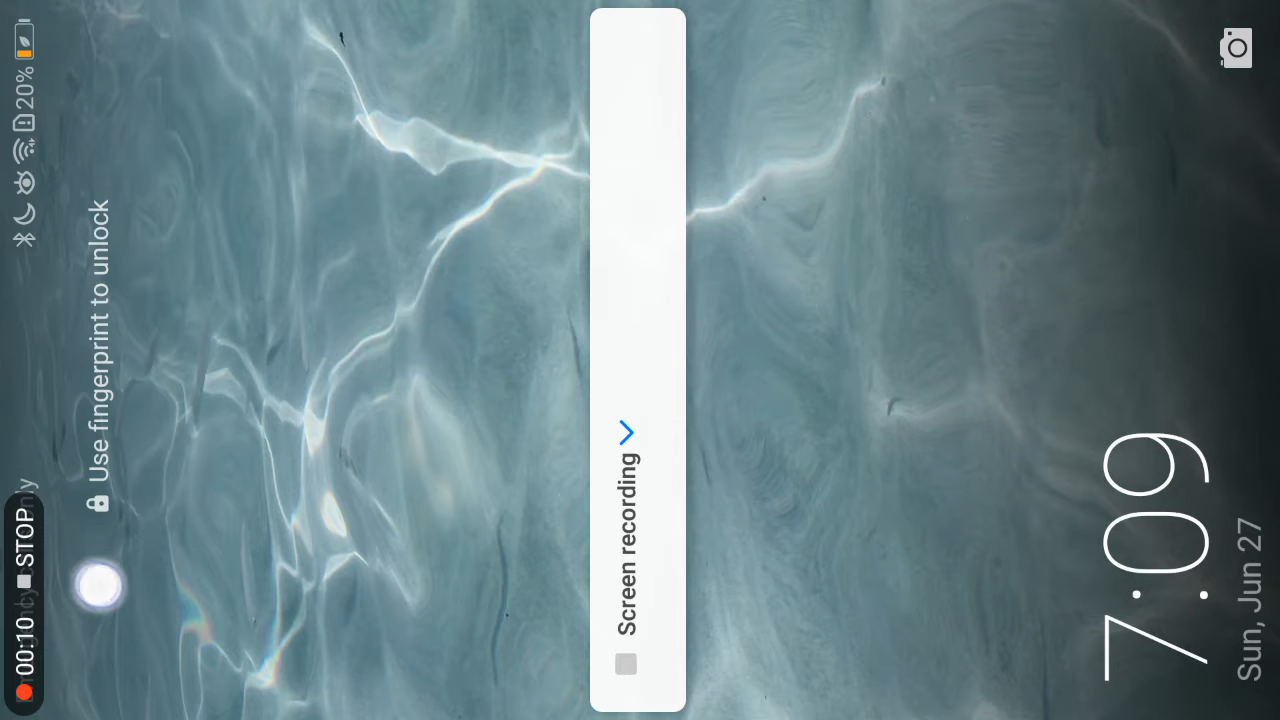 00:10 STOP
20%
Use fingerprint to unlock
Screen recording
7:09
Sun, Jun 27